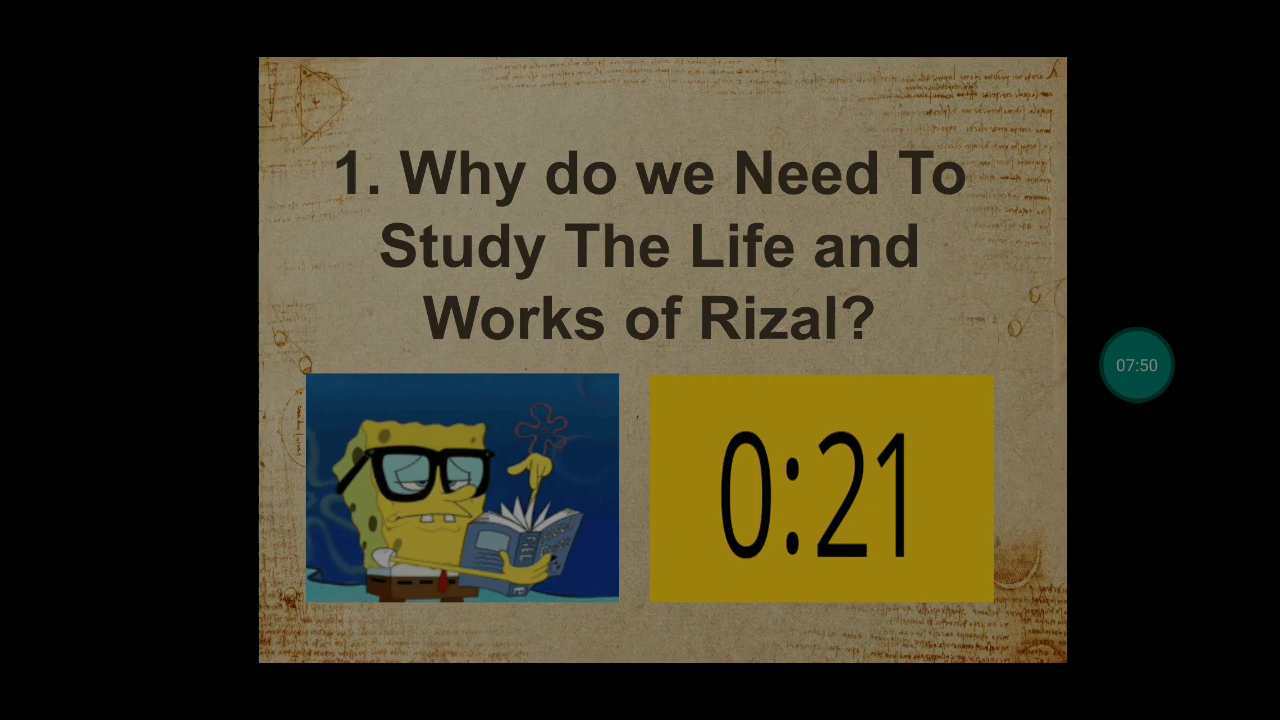 1. Why do we Need To
Study The Life and
Works of Rizal?
0:21
07:50